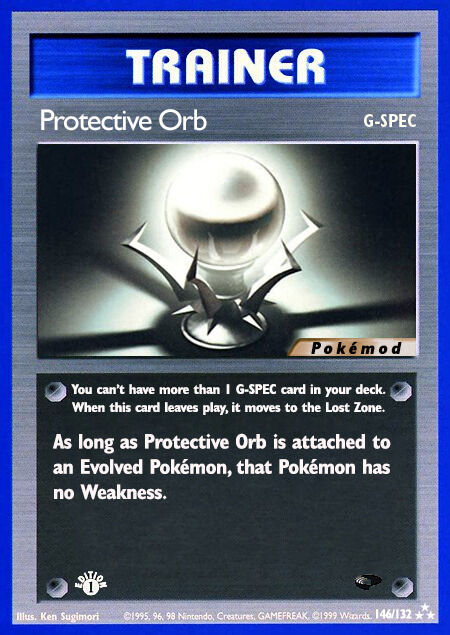 TRAINER
Protective Orb G-SPEC
Pokémod
You can't have more than 1 G-SPEC card in your deck.
When this card leaves play, it moves to the Lost Zone.
As long as Protective Orb is attached to
an Evolved Pokémon, that Pokémon has
no Weakness.
EDITION
1
Illus. Ken Sugimori ©1995, 96, 98 Nintendo, Creatures, GAMEFREAK. ©1999 Wizards. 146/132